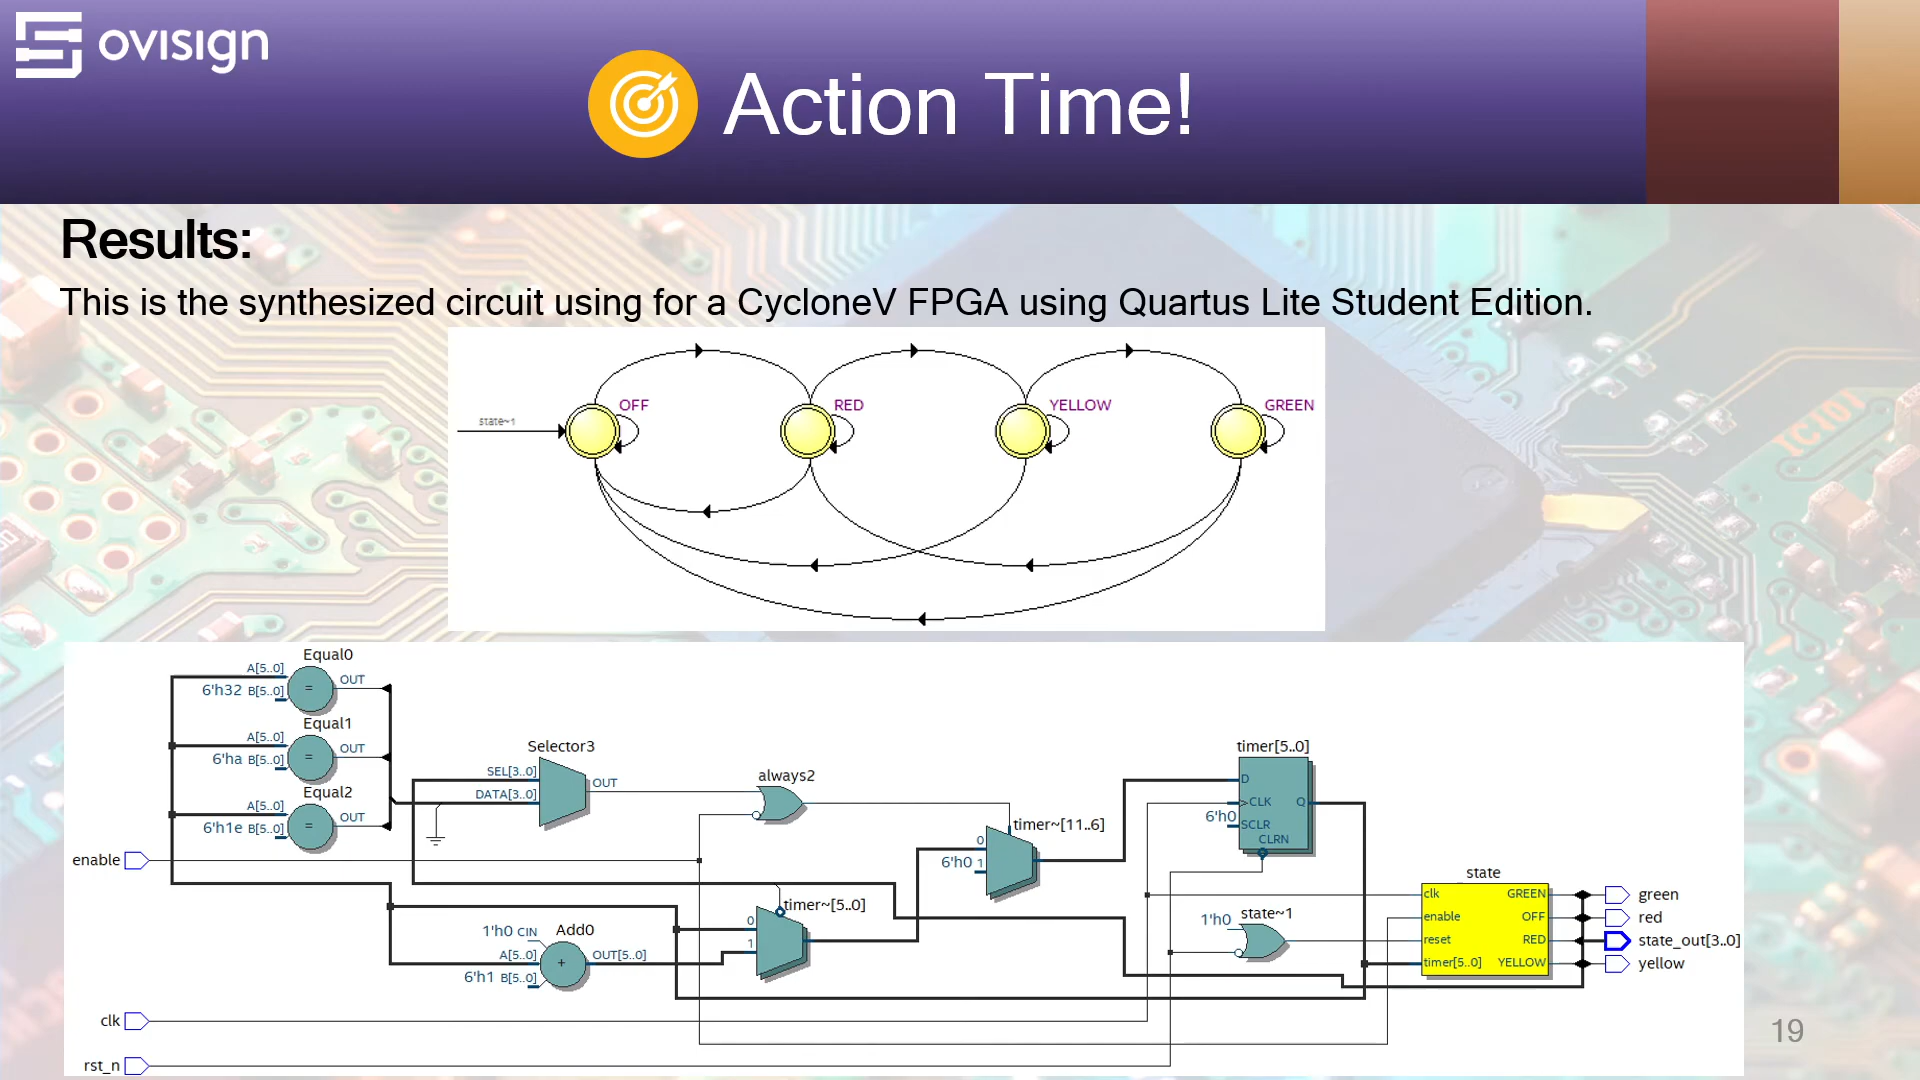 ovisign
Action Time!
Results:
This is the synthesized circuit using for a CycloneV FPGA using Quartus Lite Student Edition.
state~1
OFF
RED
YELLOW
GREEN
Equal0
A[5..0]
6'h32 B[5..0]
=
OUT
Equal1
A[5..0]
6'ha B[5..0]
=
OUT
Equal2
A[5..0]
6'h1e B[5..0]
=
OUT
Selector3
SEL[3..0]
DATA[3..0]
OUT
always2
timer~[11..6]
0
6'h0 1
timer[5..0]
D
>CLK
Q
6'h0
SCLR
CLRN
enable
timer~[5..0]
0
1
Add0
1'h0 CIN
A[5..0]
6'h1 B[5..0]
+
OUT[5..0]
state~1
1'h0
state
clk
enable
reset
timer[5..0]
GREEN
OFF
RED
YELLOW
green
red
state_out[3..0]
yellow
clk
rst_n
19
ICIOI